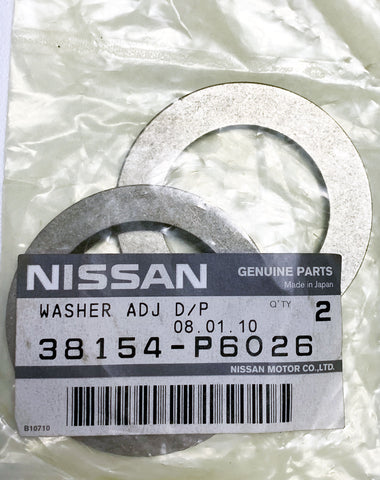 NISSAN GENUINE PARTS
Made in Japan
WASHER ADJ D/P Q'TY 2
08.01.10
38154-P6026
NISSAN MOTOR CO.,LTD.
B10710